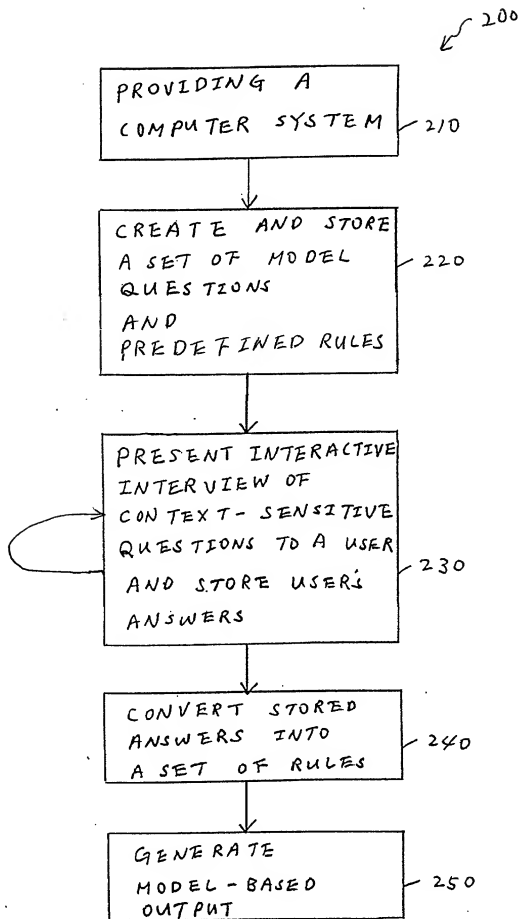 200
PROVIDING A
COMPUTER SYSTEM
210
CREATE AND STORE
A SET OF MODEL
QUESTIONS
AND
PREDEFINED RULES
220
PRESENT INTERACTIVE
INTERVIEW OF
CONTEXT-SENSITIVE
QUESTIONS TO A USER
AND STORE USER'S
ANSWERS
230
CONVERT STORED
ANSWERS INTO
A SET OF RULES
240
GENERATE
MODEL-BASED
OUTPUT
250